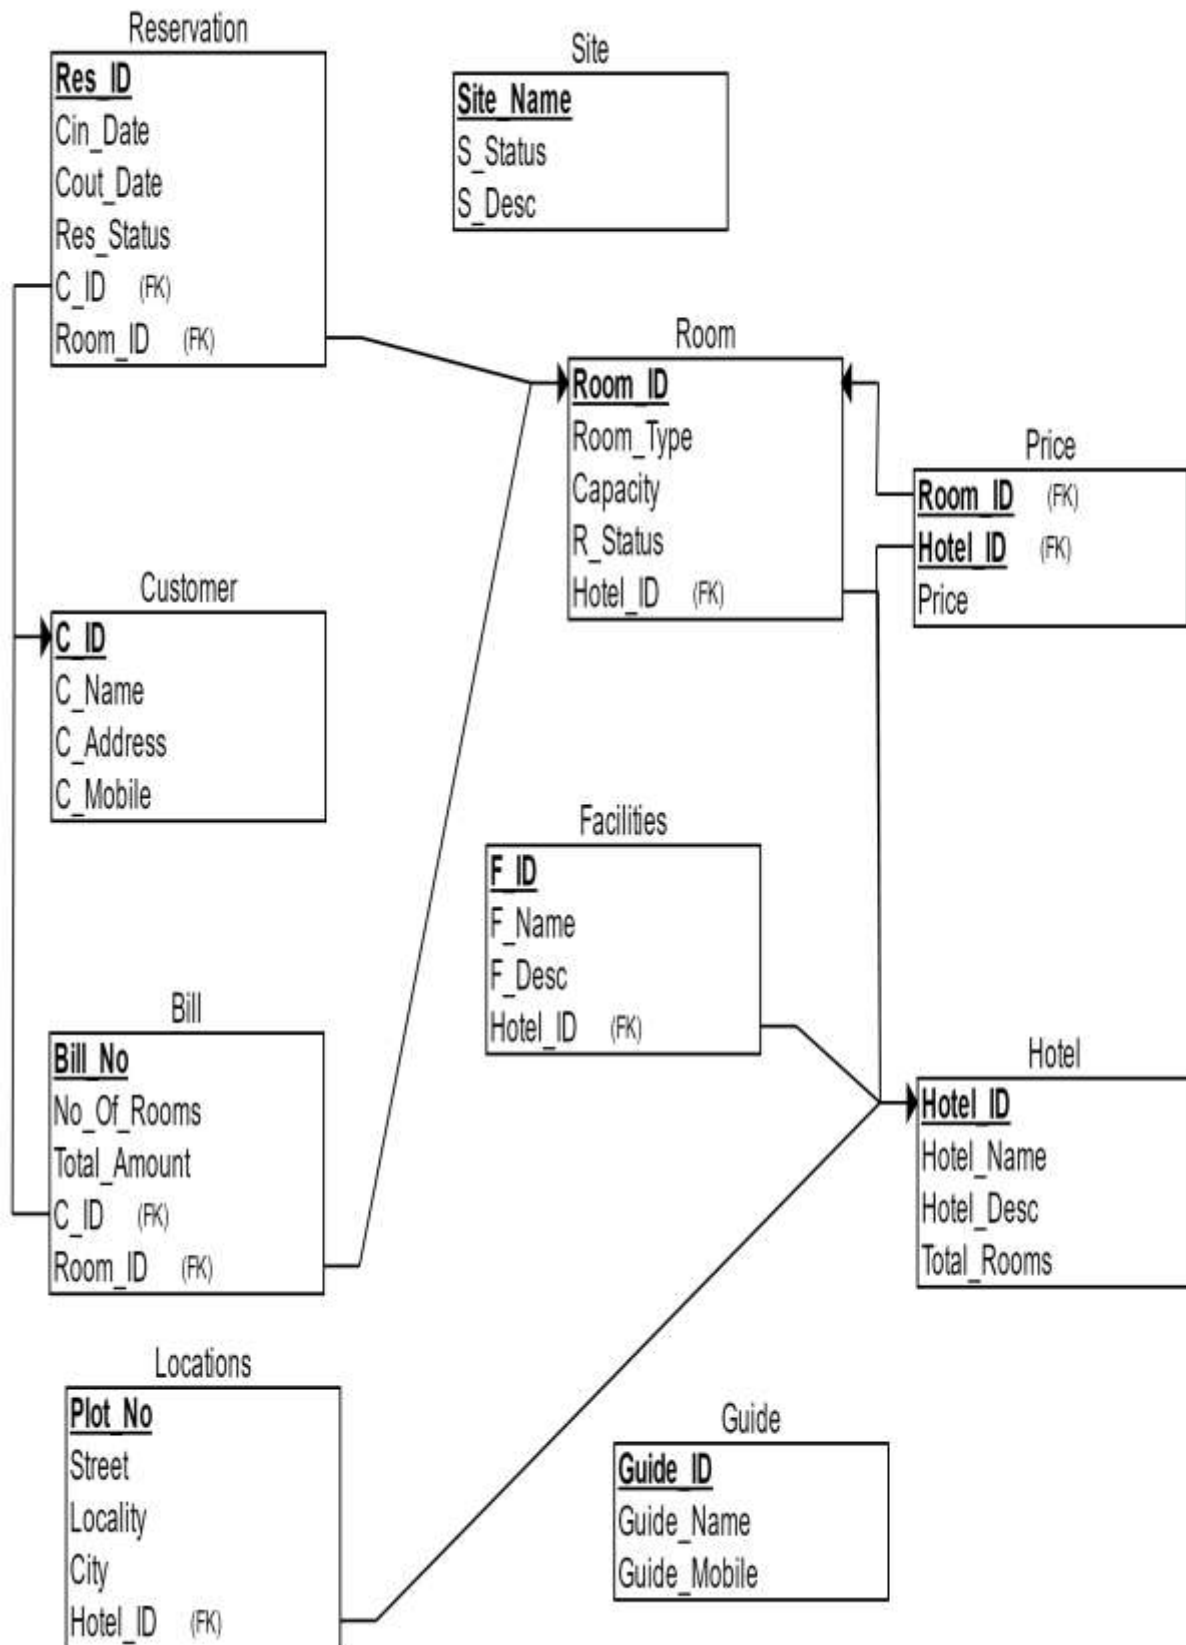 Reservation
Res_ID
Cin_Date
Cout_Date
Res_Status
C_ID (FK)
Room_ID (FK)
Site
Site_Name
S_Status
S_Desc
Room
Room_ID
Room_Type
Capacity
R_Status
Hotel_ID (FK)
Price
Room_ID (FK)
Hotel_ID (FK)
Price
Customer
C_ID
C_Name
C_Address
C_Mobile
Facilities
F_ID
F_Name
F_Desc
Hotel_ID (FK)
Bill
Bill_No
No_Of_Rooms
Total_Amount
C_ID (FK)
Room_ID (FK)
Hotel
Hotel_ID
Hotel_Name
Hotel_Desc
Total_Rooms
Locations
Plot_No
Street
Locality
City
Hotel_ID (FK)
Guide
Guide_ID
Guide_Name
Guide_Mobile